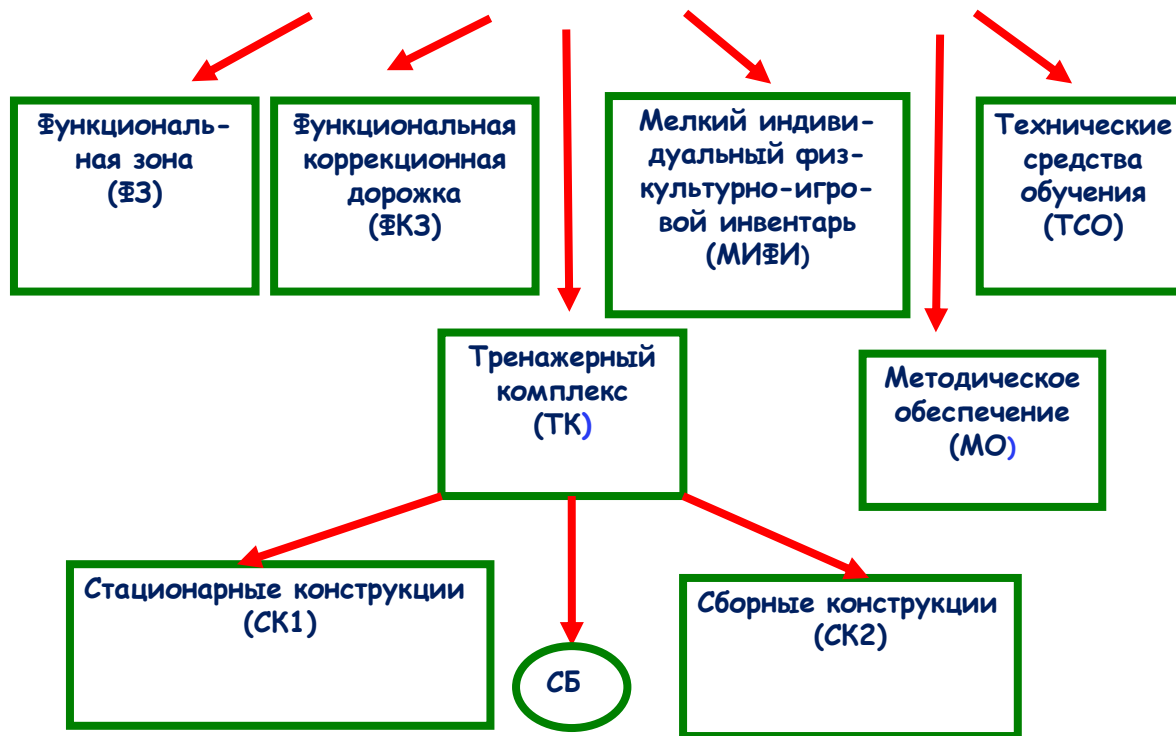 Функциональ-
ная зона
(ФЗ)
Функциональная
коррекционная
дорожка
(ФКЗ)
Мелкий индиви-
дуальный физ-
культурно-игро-
вой инвентарь
(МИФИ)
Технические
средства
обучения
(ТСО)
Тренажерный
комплекс
(ТК)
Методическое
обеспечение
(МО)
Стационарные конструкции
(СК1)
СБ
Сборные конструкции
(СК2)